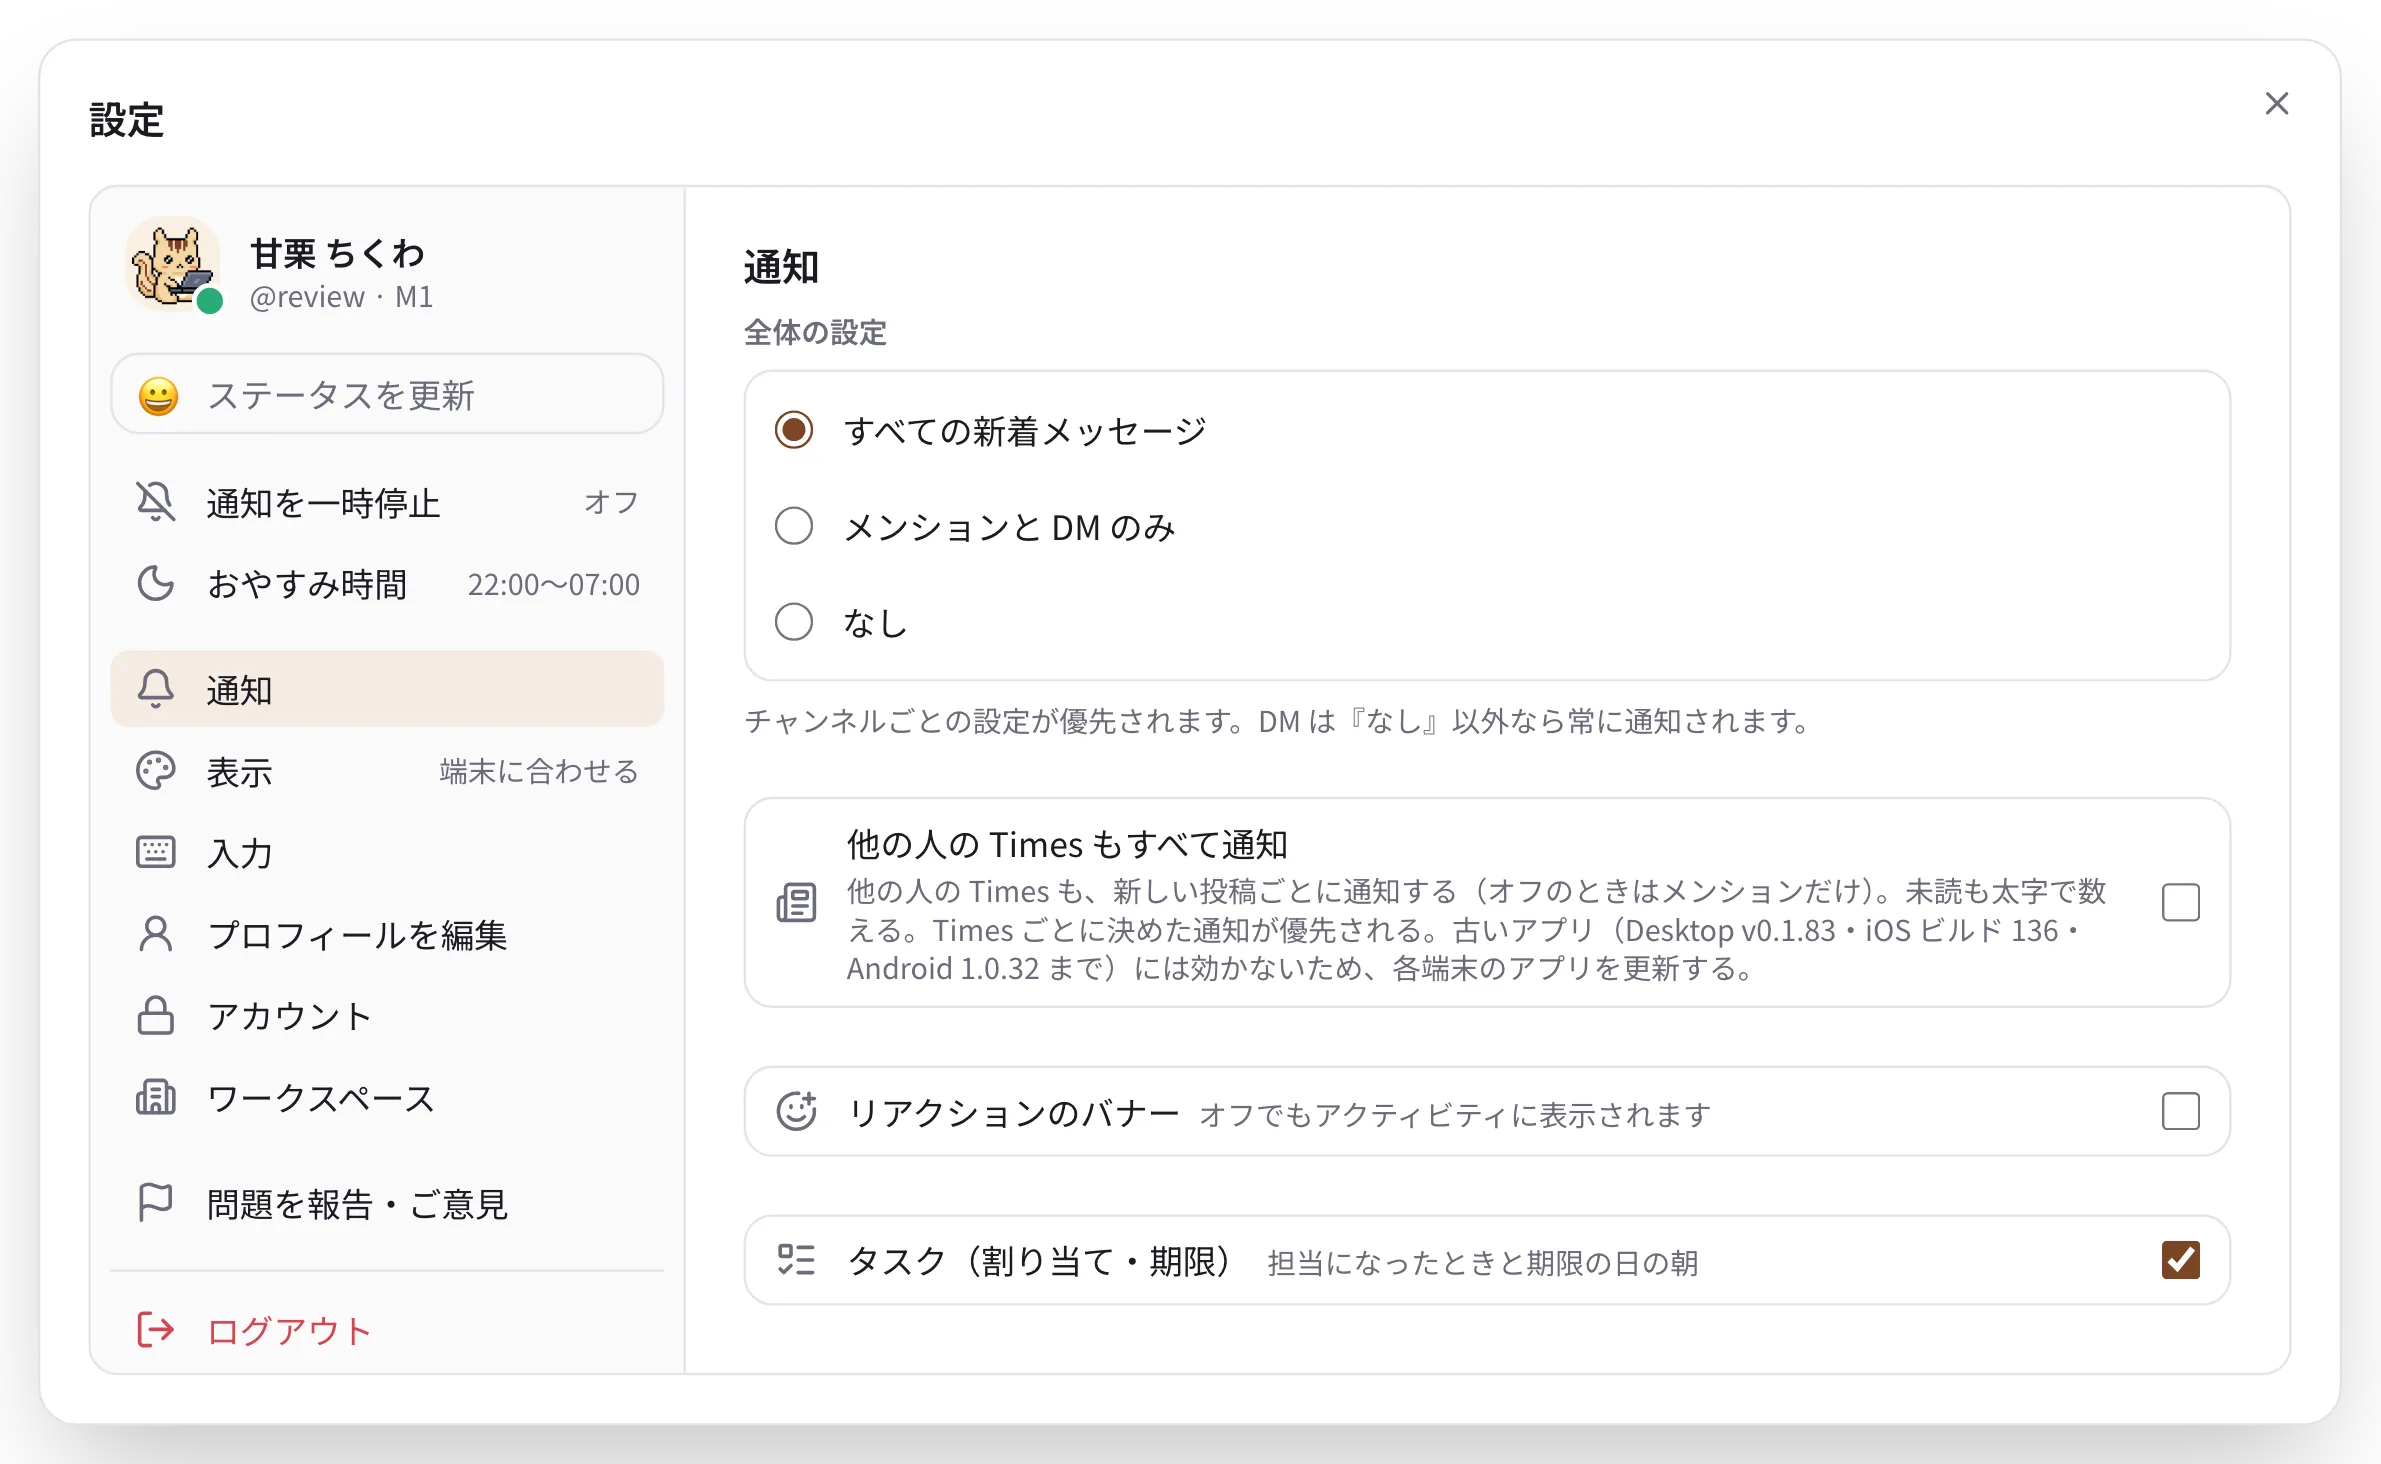 設定
甘栗 ちくわ
@review · M1
ステータスを更新
通知を一時停止 オフ
おやすみ時間 22:00〜07:00
通知
表示 端末に合わせる
入力
プロフィールを編集
アカウント
ワークスペース
問題を報告・ご意見
ログアウト
通知
全体の設定
すべての新着メッセージ
メンションと DM のみ
なし
チャンネルごとの設定が優先されます。DM は『なし』以外なら常に通知されます。
他の人の Times もすべて通知
他の人の Times も、新しい投稿ごとに通知する（オフのときはメンションだけ）。未読も太字で数
える。Times ごとに決めた通知が優先される。古いアプリ（Desktop v0.1.83・iOS ビルド 136・
Android 1.0.32 まで）には効かないため、各端末のアプリを更新する。
リアクションのバナー オフでもアクティビティに表示されます
タスク（割り当て・期限） 担当になったときと期限の日の朝